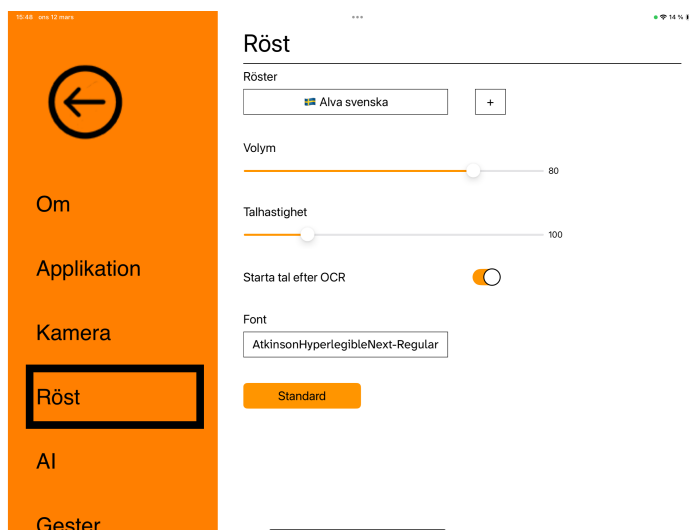 15:48 ons 12 mars
14 %
Röst
Röster
🇸🇪 Alva svenska
+
Volym
80
Talhastighet
100
Starta tal efter OCR
Font
AtkinsonHyperlegibleNext-Regular
Standard
Om
Applikation
Kamera
Röst
AI
Gester